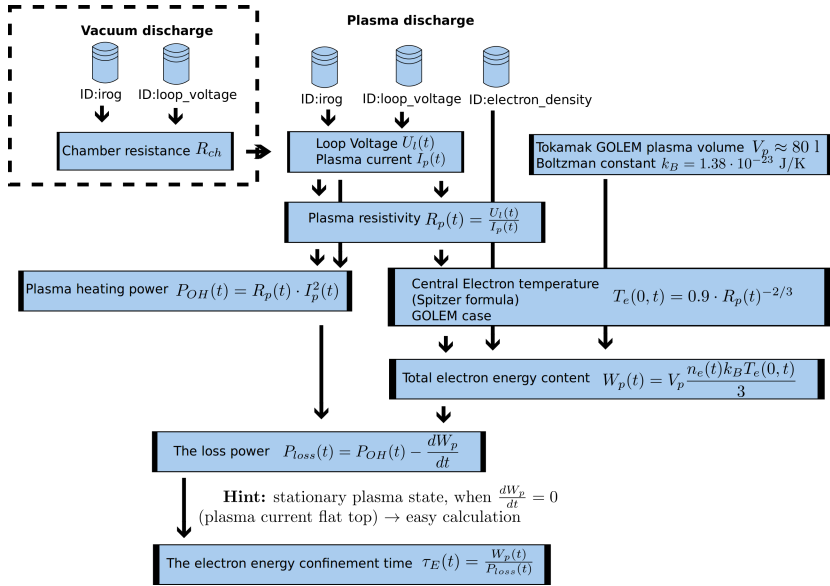 Vacuum discharge
Plasma discharge
ID:irog
ID:loop_voltage
ID:irog
ID:loop_voltage
ID:electron_density
Chamber resistance $R_{ch}$
Loop Voltage $U_l(t)$
Plasma current $I_p(t)$
Tokamak GOLEM plasma volume $V_p \approx 80$ l
Boltzman constant $k_B = 1.38 \cdot 10^{-23}$ J/K
Plasma resistivity $R_p(t) = \frac{U_l(t)}{I_p(t)}$
Plasma heating power $P_{OH}(t) = R_p(t) \cdot I_p^2(t)$
Central Electron temperature
(Spitzer formula)
GOLEM case
$T_e(0, t) = 0.9 \cdot R_p(t)^{-2/3}$
Total electron energy content $W_p(t) = V_p \frac{n_e(t) k_B T_e(0,t)}{3}$
The loss power $P_{loss}(t) = P_{OH}(t) - \frac{dW_p}{dt}$
Hint: stationary plasma state, when $\frac{dW_p}{dt} = 0$
(plasma current flat top) → easy calculation
The electron energy confinement time $\tau_E(t) = \frac{W_p(t)}{P_{loss}(t)}$